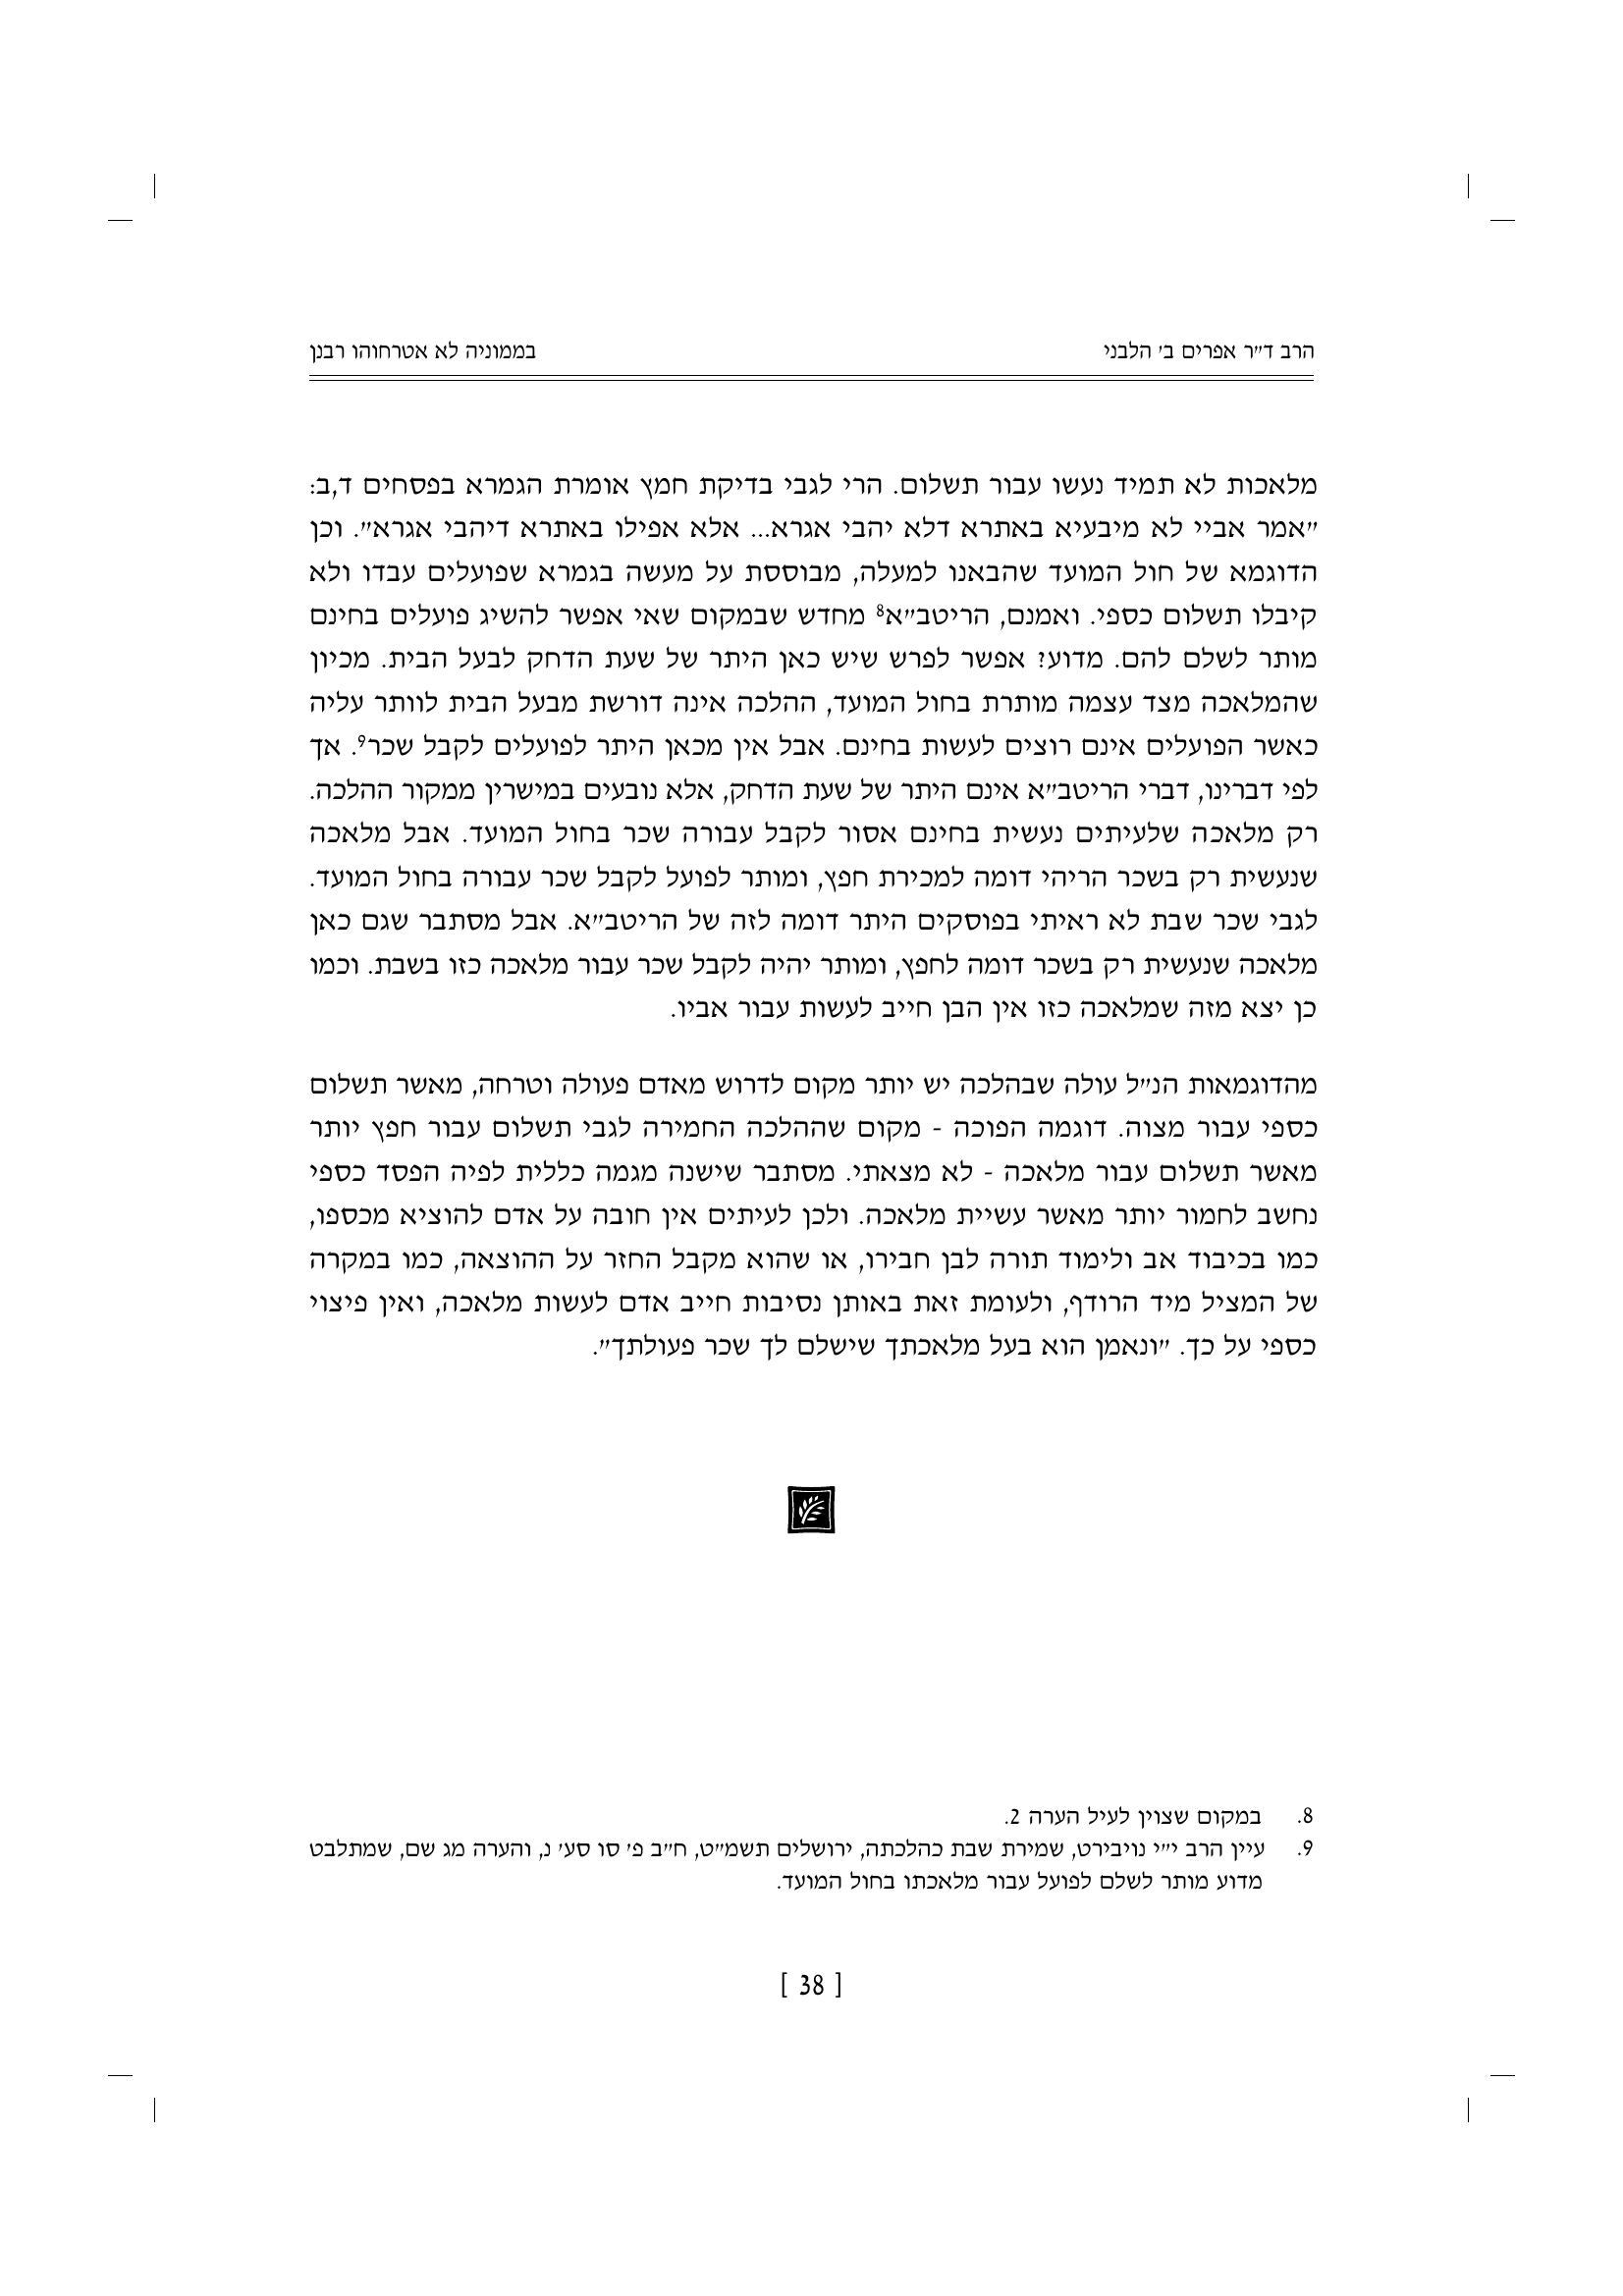 הרב ד״ר אפרים ב׳ הלבני
בממוניה לא אטרחוהו רבנן
מלאכות לא תמיד נעשו עבור תשלום. הרי לגבי בדיקת חמץ אומרת הגמרא בפסחים ד,ב:
״אמר אביי לא מיבעיא באתרא דלא יהבי אגרא... אלא אפילו באתרא דיהבי אגרא״. וכן
הדוגמא של חול המועד שהבאנו למעלה, מבוססת על מעשה בגמרא שפועלים עבדו ולא
קיבלו תשלום כספי. ואמנם, הריטב״א⁸ מחדש שבמקום שאי אפשר להשיג פועלים בחינם
מותר לשלם להם. מדוע? אפשר לפרש שיש כאן היתר של שעת הדחק לבעל הבית. מכיון
שהמלאכה מצד עצמה מותרת בחול המועד, ההלכה אינה דורשת מבעל הבית לוותר עליה
כאשר הפועלים אינם רוצים לעשות בחינם. אבל אין מכאן היתר לפועלים לקבל שכר⁹. אך
לפי דברינו, דברי הריטב״א אינם היתר של שעת הדחק, אלא נובעים במישרין ממקור ההלכה.
רק מלאכה שלעיתים נעשית בחינם אסור לקבל עבורה שכר בחול המועד. אבל מלאכה
שנעשית רק בשכר הריהי דומה למכירת חפץ, ומותר לפועל לקבל שכר עבורה בחול המועד.
לגבי שכר שבת לא ראיתי בפוסקים היתר דומה לזה של הריטב״א. אבל מסתבר שגם כאן
מלאכה שנעשית רק בשכר דומה לחפץ, ומותר יהיה לקבל שכר עבור מלאכה כזו בשבת. וכמו
כן יצא מזה שמלאכה כזו אין הבן חייב לעשות עבור אביו.
מהדוגמאות הנ״ל עולה שבהלכה יש יותר מקום לדרוש מאדם פעולה וטרחה, מאשר תשלום
כספי עבור מצוה. דוגמה הפוכה - מקום שההלכה החמירה לגבי תשלום עבור חפץ יותר
מאשר תשלום עבור מלאכה - לא מצאתי. מסתבר שישנה מגמה כללית לפיה הפסד כספי
נחשב לחמור יותר מאשר עשיית מלאכה. ולכן לעיתים אין חובה על אדם להוציא מכספו,
כמו בכיבוד אב ולימוד תורה לבן חבירו, או שהוא מקבל החזר על ההוצאה, כמו במקרה
של המציל מיד הרודף, ולעומת זאת באותן נסיבות חייב אדם לעשות מלאכה, ואין פיצוי
כספי על כך. ״ונאמן הוא בעל מלאכתך שישלם לך שכר פעולתך״.
8. במקום שצוין לעיל הערה 2.
9. עיין הרב י״י נויבירט, שמירת שבת כהלכתה, ירושלים תשמ״ט, ח״ב פ׳ סו סע׳ נ, והערה מג שם, שמתלבט
מדוע מותר לשלם לפועל עבור מלאכתו בחול המועד.
[ 38 ]